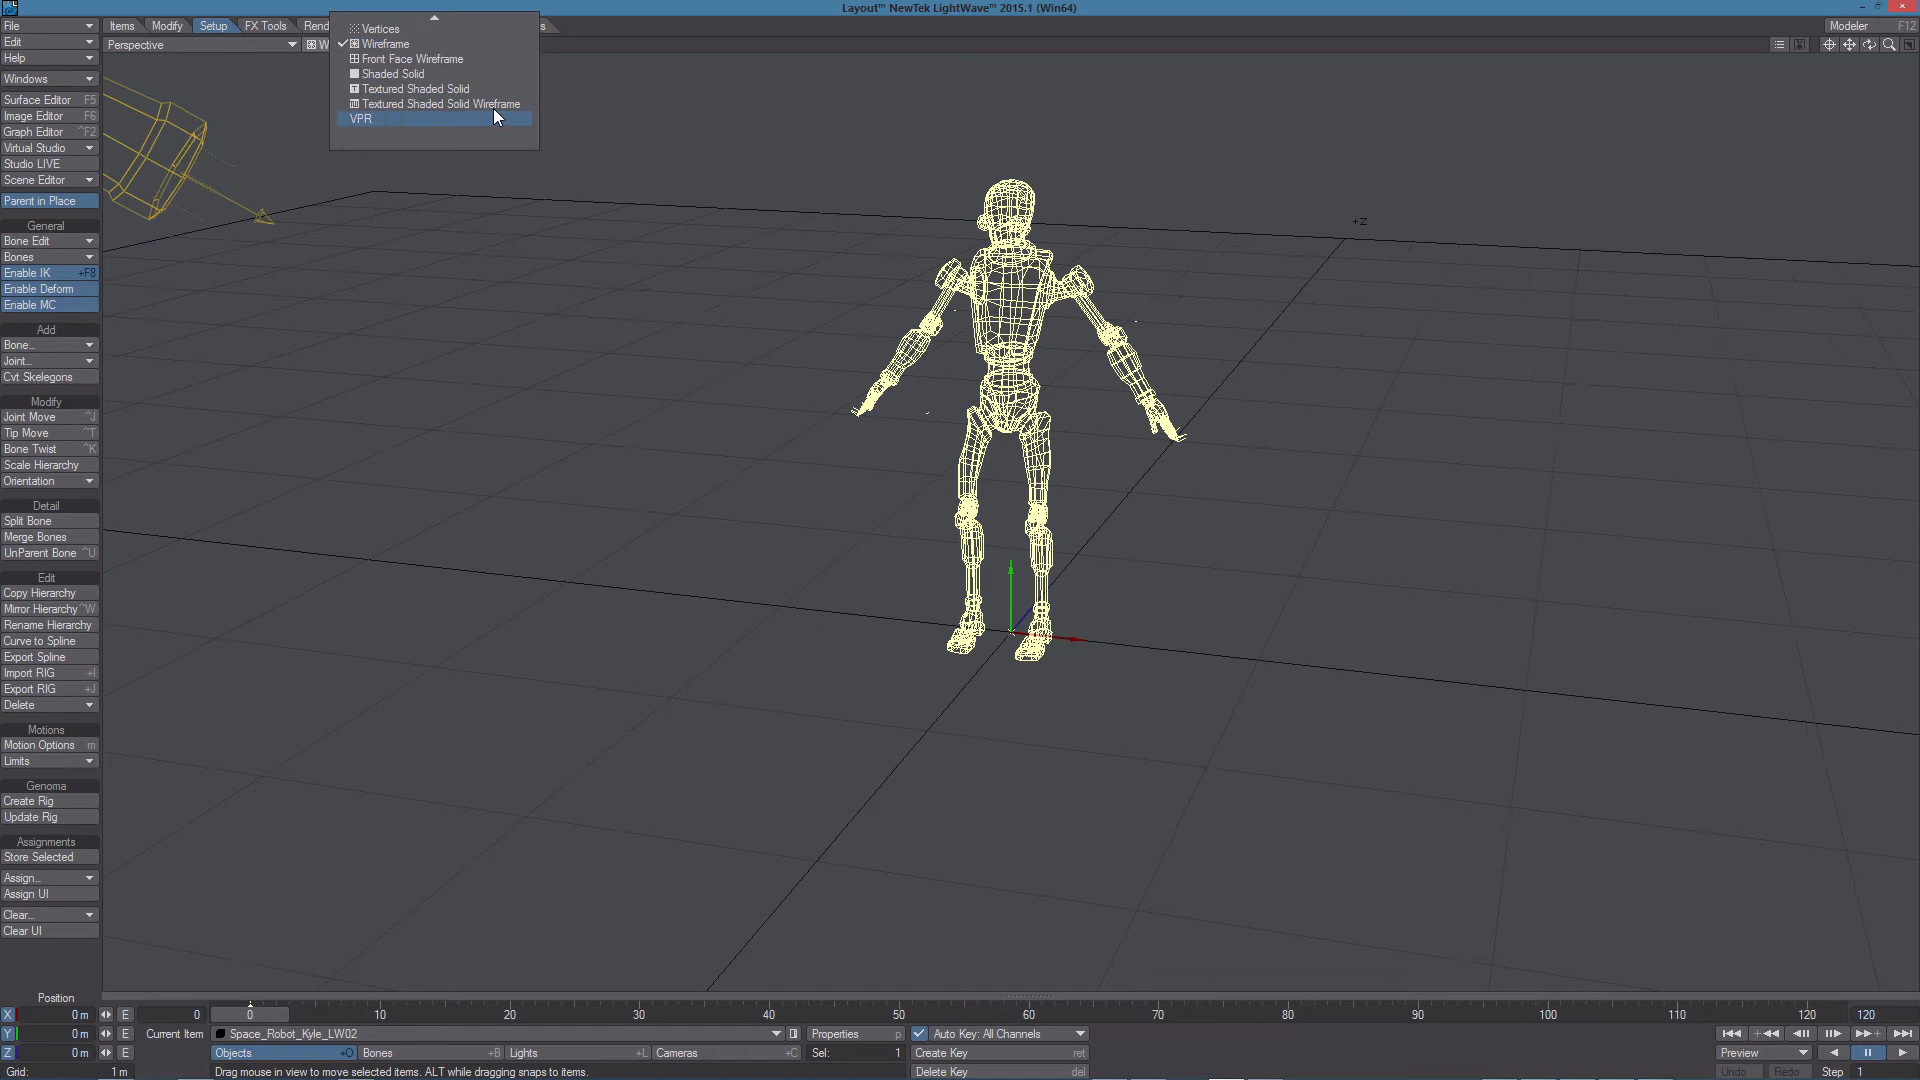 Layout™ NewTek LightWave™ 2015.1 (Win64)
File
Items
Modify
Setup
FX Tools
Rend
s
Modeler F12
Edit
Perspective
W
Help
Windows
Vertices
Wireframe
Front Face Wireframe
Shaded Solid
Textured Shaded Solid
Textured Shaded Solid Wireframe
VPR
Surface Editor F5
Image Editor F6
Graph Editor ^F2
Virtual Studio
Studio LIVE
Scene Editor
Parent in Place
General
Bone Edit
Bones
Enable IK +F8
Enable Deform
Enable MC
Add
Bone...
Joint...
Cvt Skelegons
Modify
Joint Move ^J
Tip Move ^T
Bone Twist ^K
Scale Hierarchy
Orientation
Detail
Split Bone
Merge Bones
UnParent Bone ^U
Edit
Copy Hierarchy
Mirror Hierarchy ^W
Rename Hierarchy
Curve to Spline
Export Spline
Import RIG +I
Export RIG +J
Delete
Motions
Motion Options m
Limits
Genoma
Create Rig
Update Rig
Assignments
Store Selected
Assign...
Assign UI
Clear...
Clear UI
+Z
Position
X 0 m E 0 0 10 20 30 40 50 60 70 80 90 100 110 120 120
Y 0 m E Current Item Space_Robot_Kyle_LW02 Properties p Auto Key: All Channels
Z 0 m E Objects +O Bones +B Lights +L Cameras +C Sel: 1 Create Key ret Preview
Grid: 1 m Drag mouse in view to move selected items. ALT while dragging snaps to items. Delete Key del Undo Redo Step 1